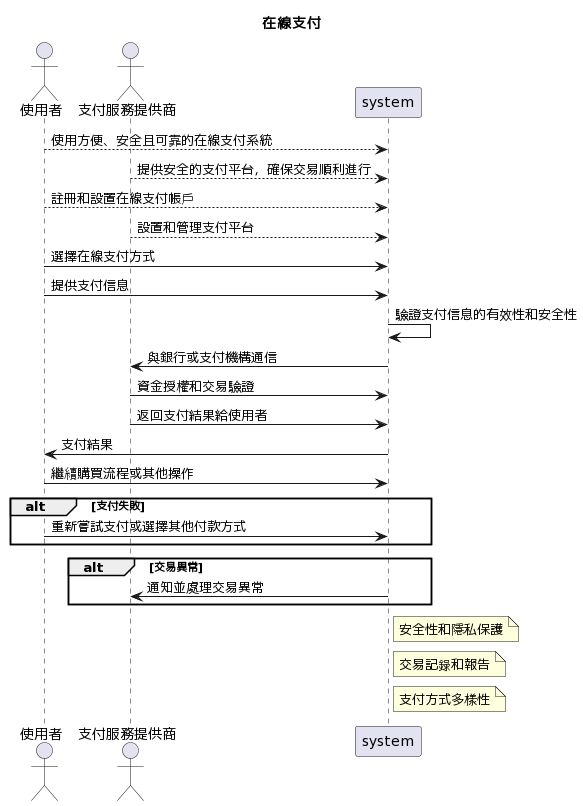 在線支付
使用者
支付服務提供商
system
使用方便、安全且可靠的在線支付系統
提供安全的支付平台，確保交易順利進行
註冊和設置在線支付帳戶
設置和管理支付平台
選擇在線支付方式
提供支付信息
驗證支付信息的有效性和安全性
與銀行或支付機構通信
資金授權和交易驗證
返回支付結果給使用者
支付結果
繼續購買流程或其他操作
alt [支付失敗]
重新嘗試支付或選擇其他付款方式
alt [交易異常]
通知並處理交易異常
安全性和隱私保護
交易記錄和報告
支付方式多樣性
使用者
支付服務提供商
system